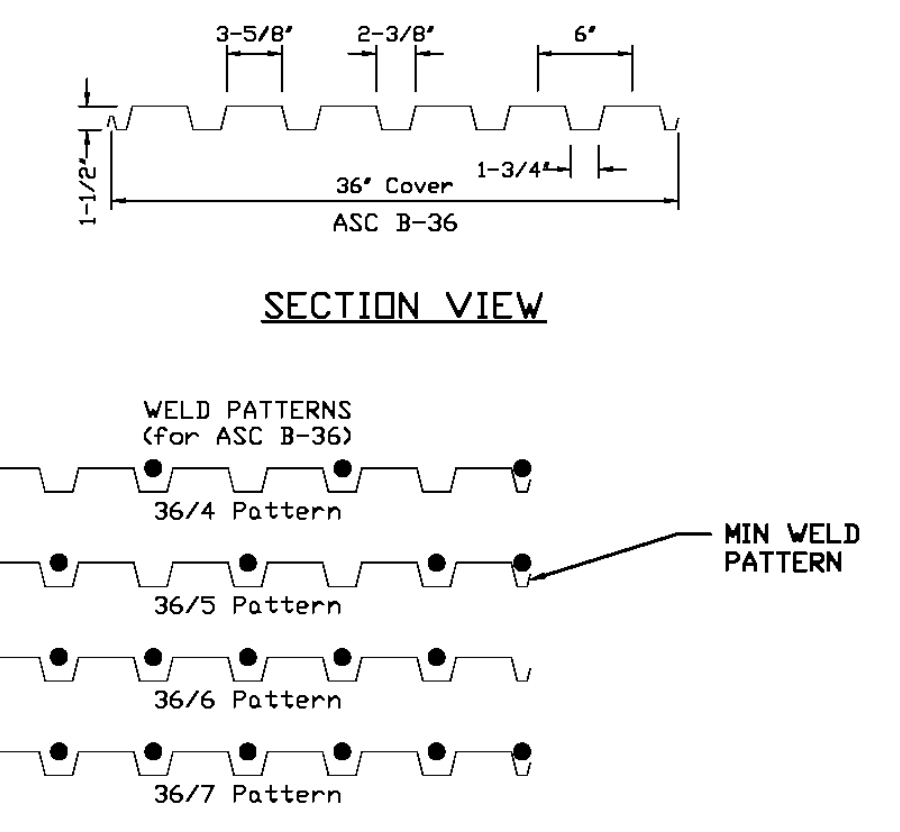 3-5/8"
2-3/8"
6"
1-1/2"
1-3/4"
36" Cover
ASC B-36
SECTION VIEW
WELD PATTERNS
(for ASC B-36)
36/4 Pattern
MIN WELD
PATTERN
36/5 Pattern
36/6 Pattern
36/7 Pattern